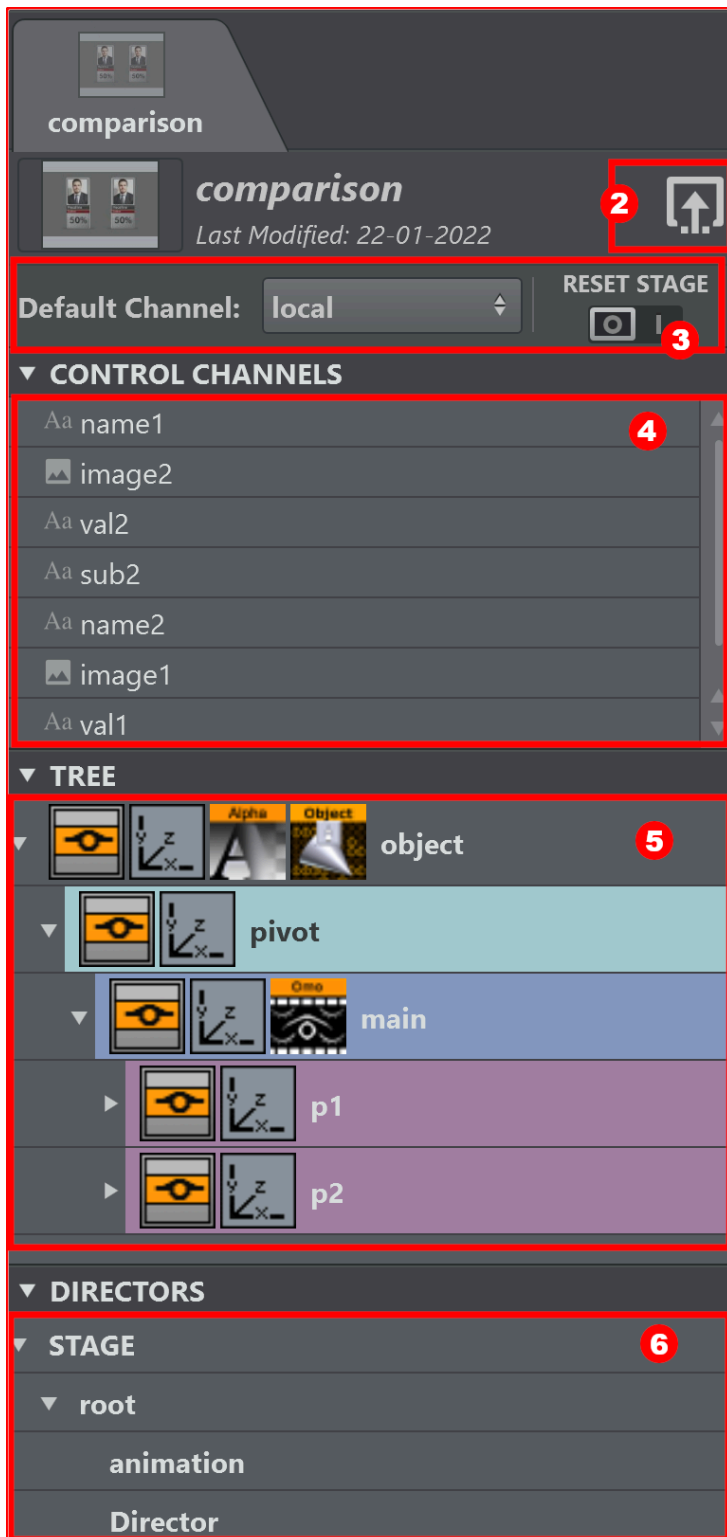 comparison
comparison
2
Last Modified: 22-01-2022
Default Channel:
local
RESET STAGE
3
CONTROL CHANNELS
Aa name1
4
image2
Aa val2
Aa sub2
Aa name2
image1
Aa val1
TREE
Alpha
Object
object
5
pivot
Omo
main
p1
p2
DIRECTORS
STAGE
6
root
animation
Director